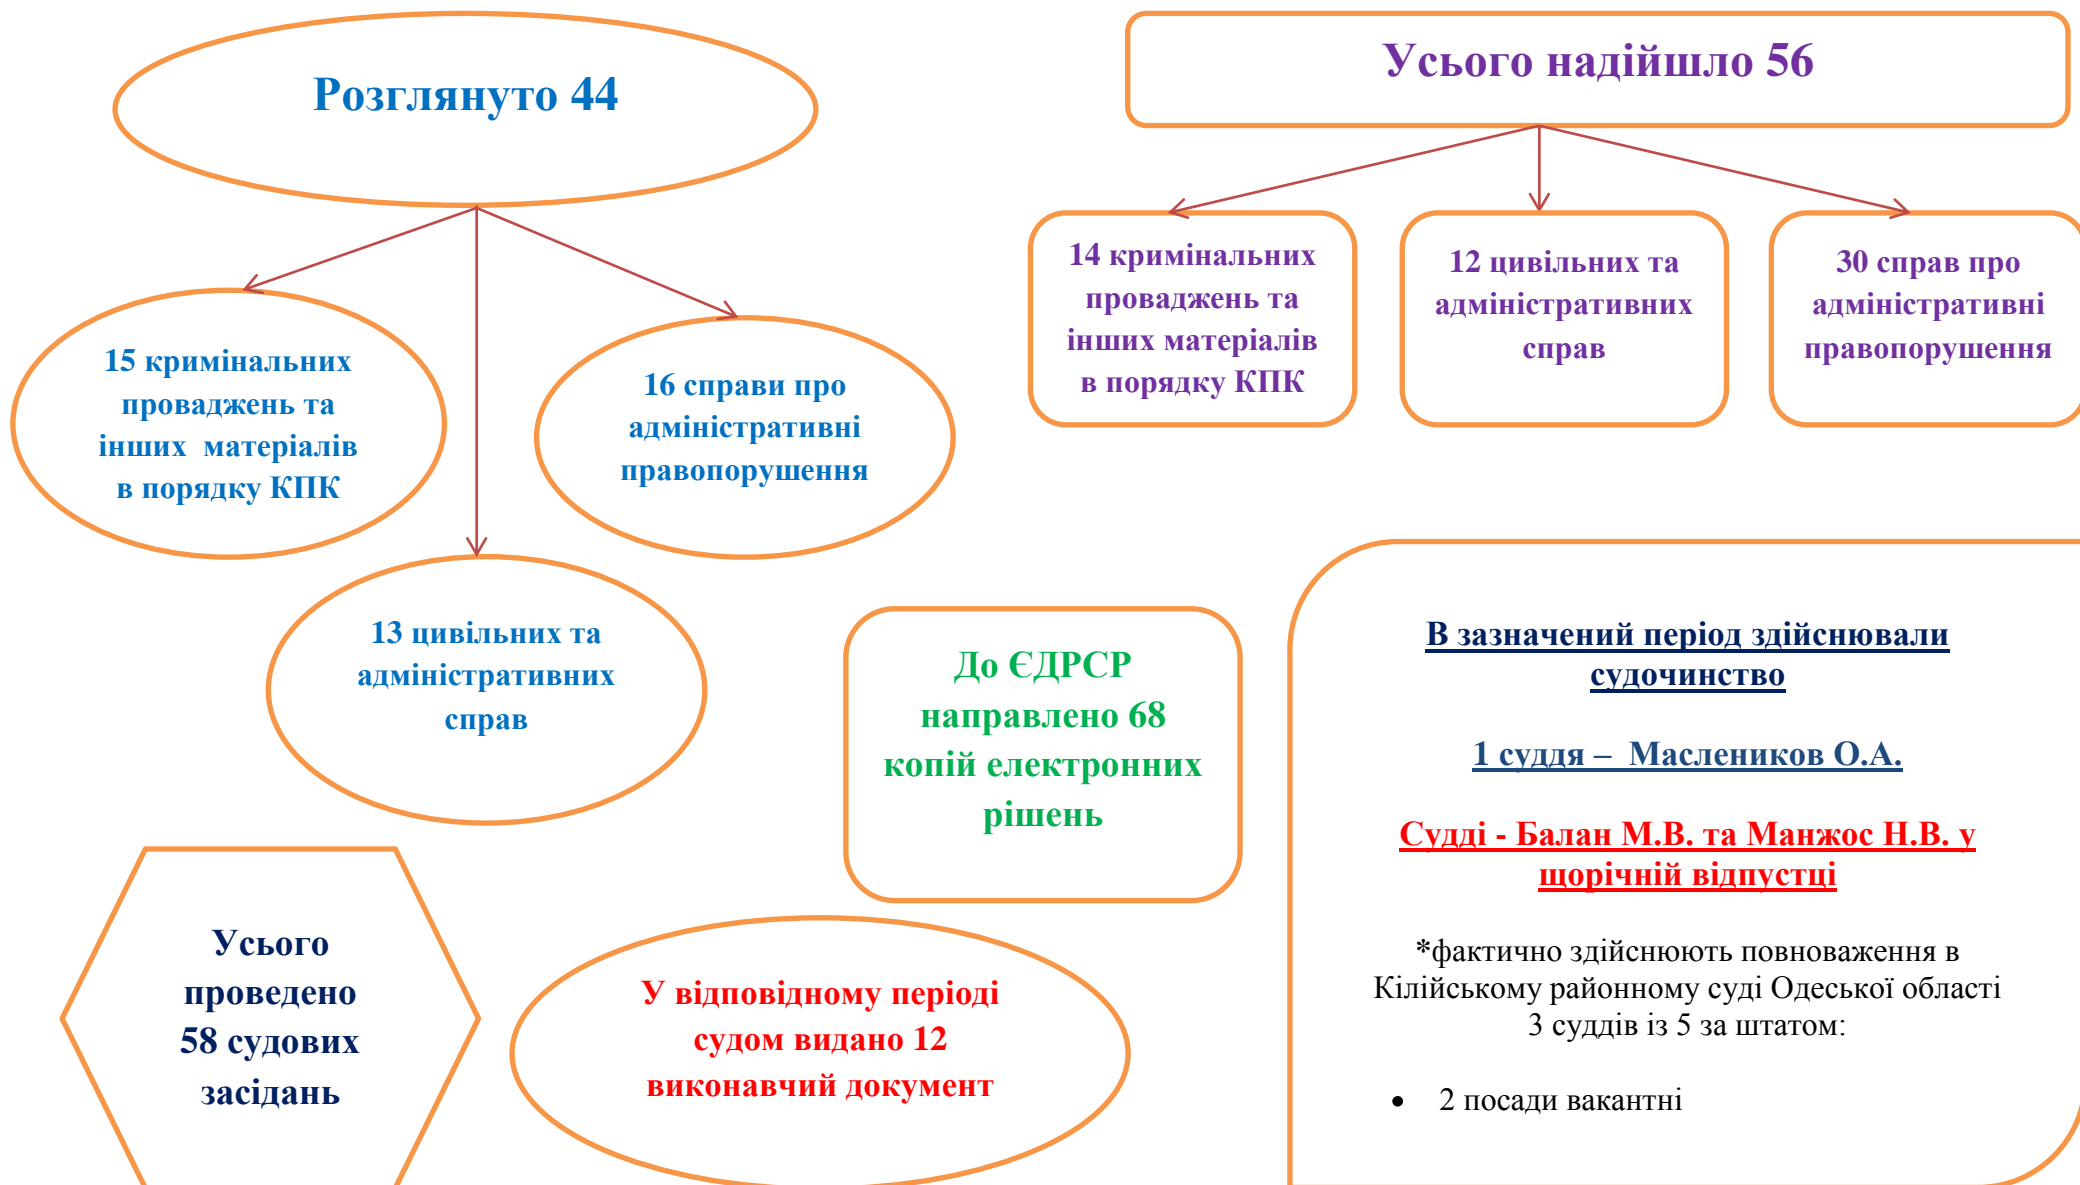 Розглянуто 44
15 кримінальних
проваджень та
інших матеріалів
в порядку КПК
16 справи про
адміністративні
правопорушення
13 цивільних та
адміністративних
справ
Усього надійшло 56
14 кримінальних
проваджень та
інших матеріалів
в порядку КПК
12 цивільних та
адміністративних
справ
30 справ про
адміністративні
правопорушення
До ЄДРСР
направлено 68
копій електронних
рішень
Усього
проведено
58 судових
засідань
У відповідному періоді
судом видано 12
виконавчий документ
В зазначений період здійснювали
судочинство
1 суддя – Маслеников О.А.
Судді - Балан М.В. та Манжос Н.В. у
щорічній відпустці
*фактично здійснюють повноваження в
Кілійському районному суді Одеської області
3 суддів із 5 за штатом:
• 2 посади вакантні